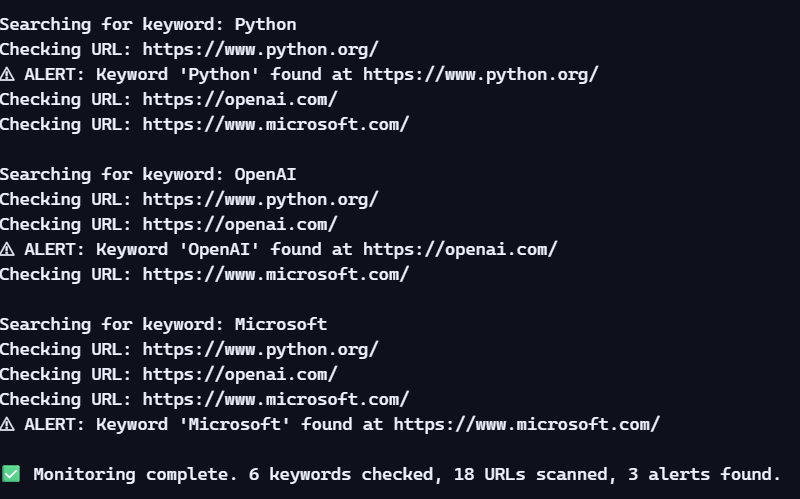 Searching for keyword: Python
Checking URL: https://www.python.org/
⚠ ALERT: Keyword 'Python' found at https://www.python.org/
Checking URL: https://openai.com/
Checking URL: https://www.microsoft.com/

Searching for keyword: OpenAI
Checking URL: https://www.python.org/
Checking URL: https://openai.com/
⚠ ALERT: Keyword 'OpenAI' found at https://openai.com/
Checking URL: https://www.microsoft.com/

Searching for keyword: Microsoft
Checking URL: https://www.python.org/
Checking URL: https://openai.com/
Checking URL: https://www.microsoft.com/
⚠ ALERT: Keyword 'Microsoft' found at https://www.microsoft.com/

✅ Monitoring complete. 6 keywords checked, 18 URLs scanned, 3 alerts found.